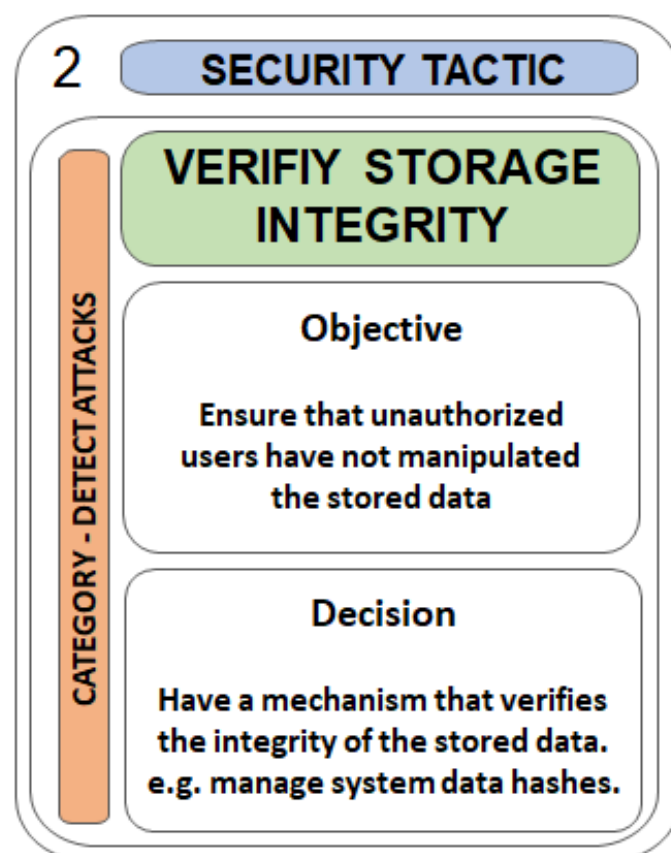 2
SECURITY TACTIC
VERIFIY STORAGE
INTEGRITY
CATEGORY - DETECT ATTACKS
Objective
Ensure that unauthorized
users have not manipulated
the stored data
Decision
Have a mechanism that verifies
the integrity of the stored data.
e.g. manage system data hashes.